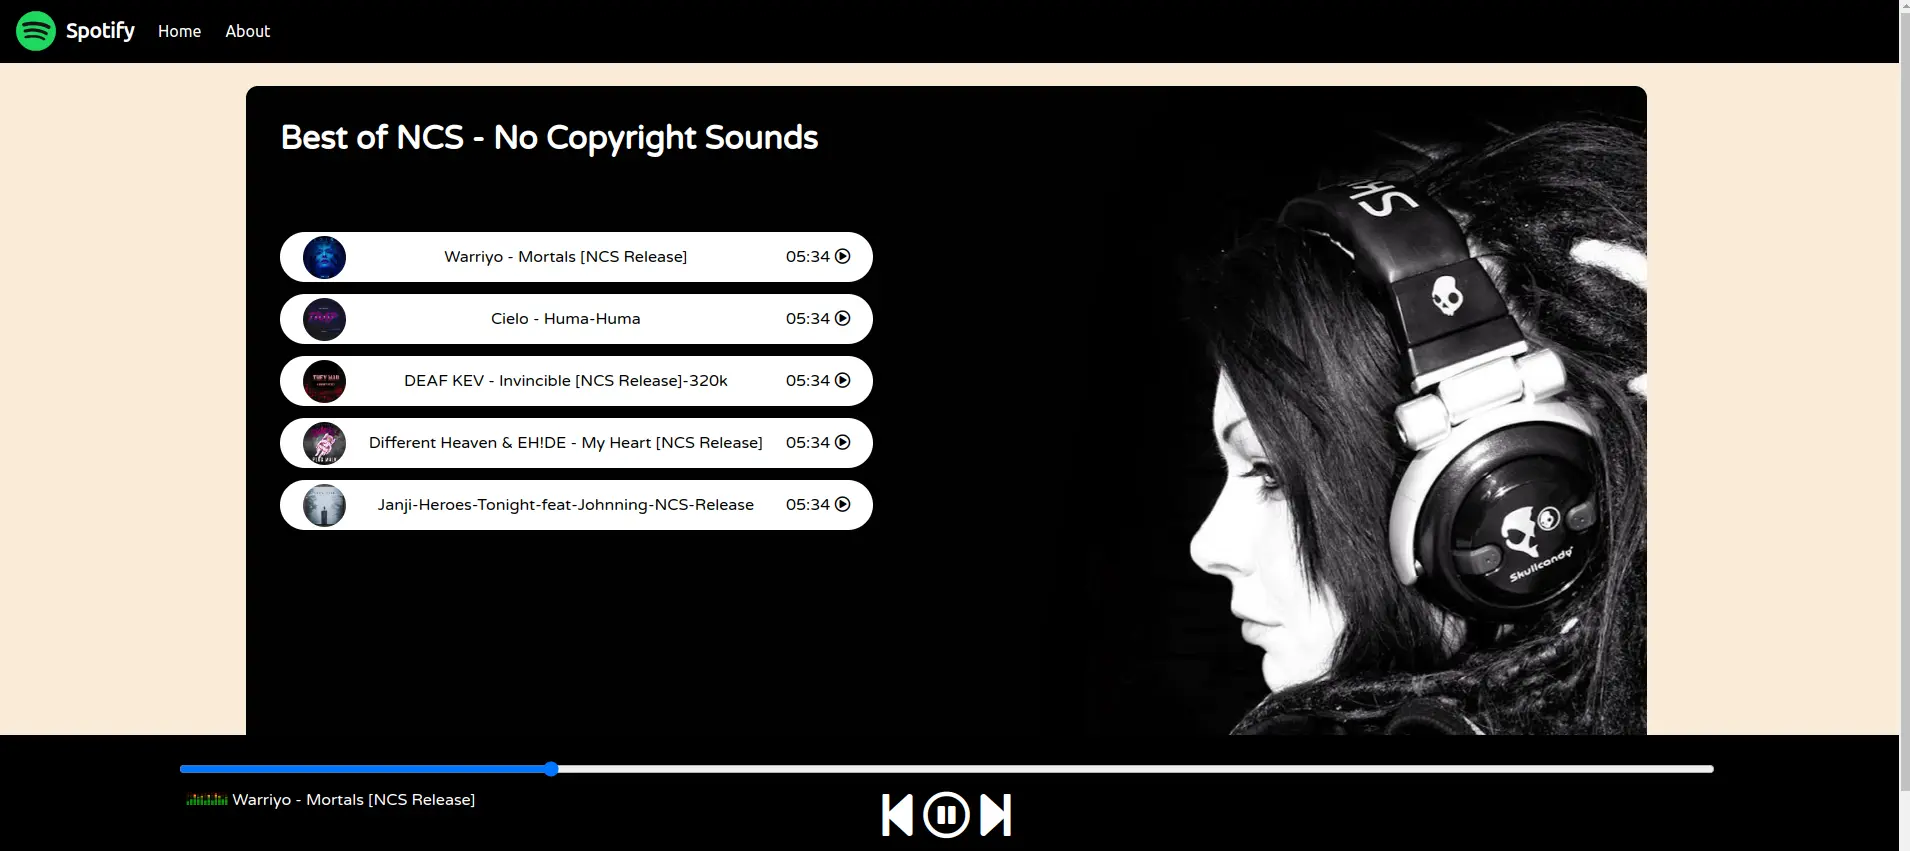 Spotify Home About
Best of NCS - No Copyright Sounds
SK
Warriyo - Mortals [NCS Release] 05:34
Cielo - Huma-Huma 05:34
DEAF KEV - Invincible [NCS Release]-320k 05:34
Different Heaven & EH!DE - My Heart [NCS Release] 05:34
Janji-Heroes-Tonight-feat-Johnning-NCS-Release 05:34
Skullcandy
Warriyo - Mortals [NCS Release]